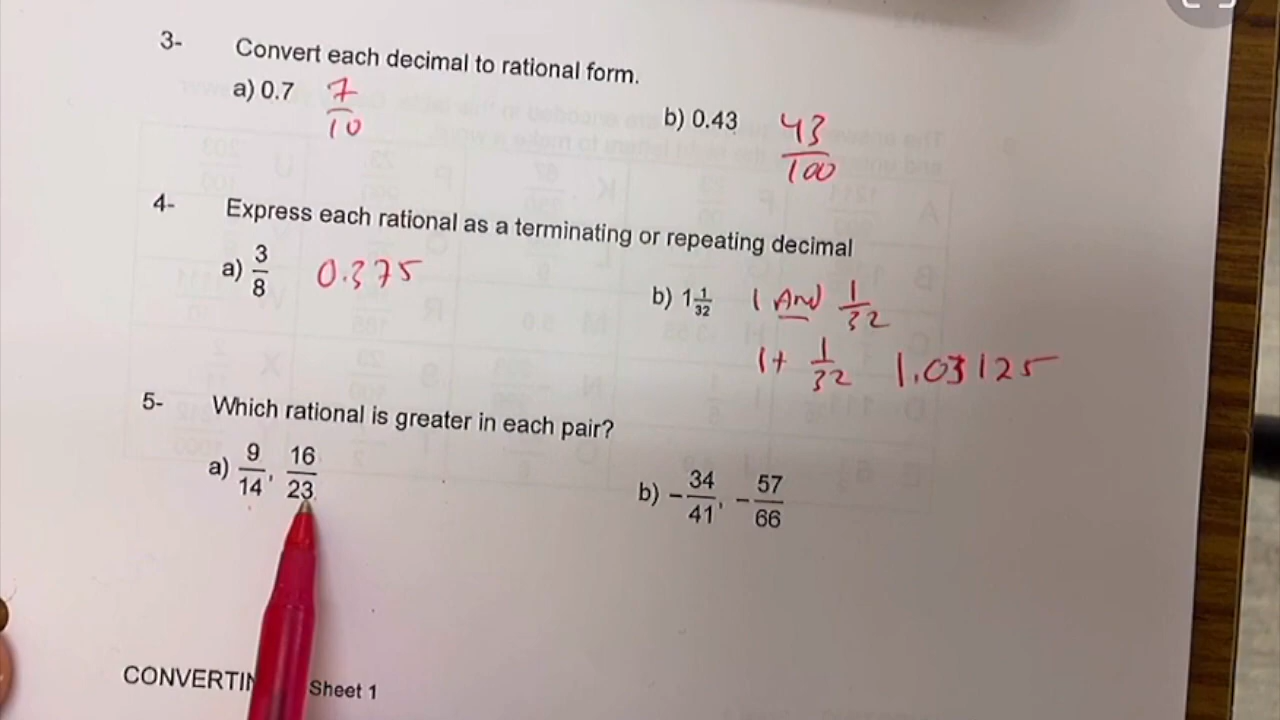 3- Convert each decimal to rational form.
a) 0.7 7/10
b) 0.43 43/100
4- Express each rational as a terminating or repeating decimal
a) 3/8 0.375
b) 1 1/32 1 And 1/32
1+ 1/32 1.03125
5- Which rational is greater in each pair?
a) 9/14, 16/23
b) -34/41, -57/66
CONVERTIN Sheet 1